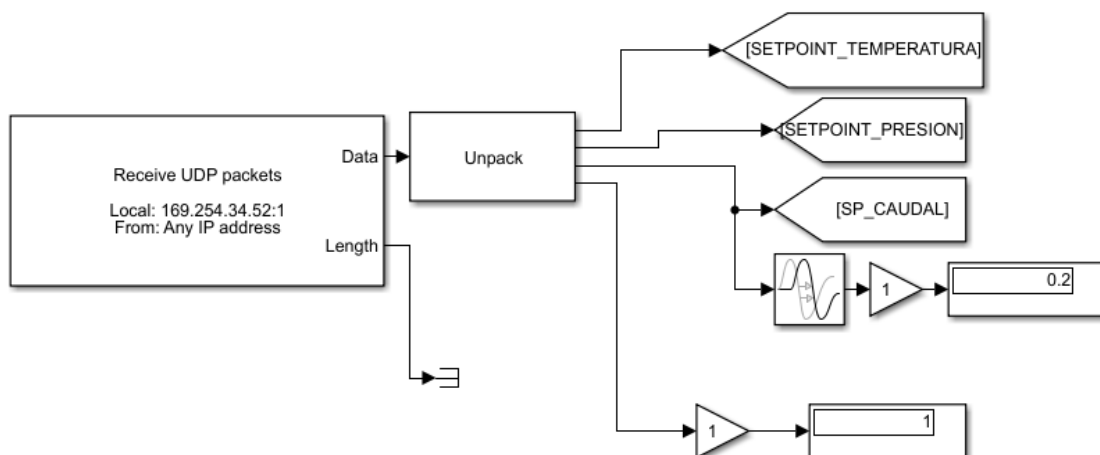 [SETPOINT_TEMPERATURA]
Data
Unpack
[SETPOINT_PRESION]
Receive UDP packets
Local: 169.254.34.52:1
From: Any IP address
[SP_CAUDAL]
Length
1
0.2
1
1